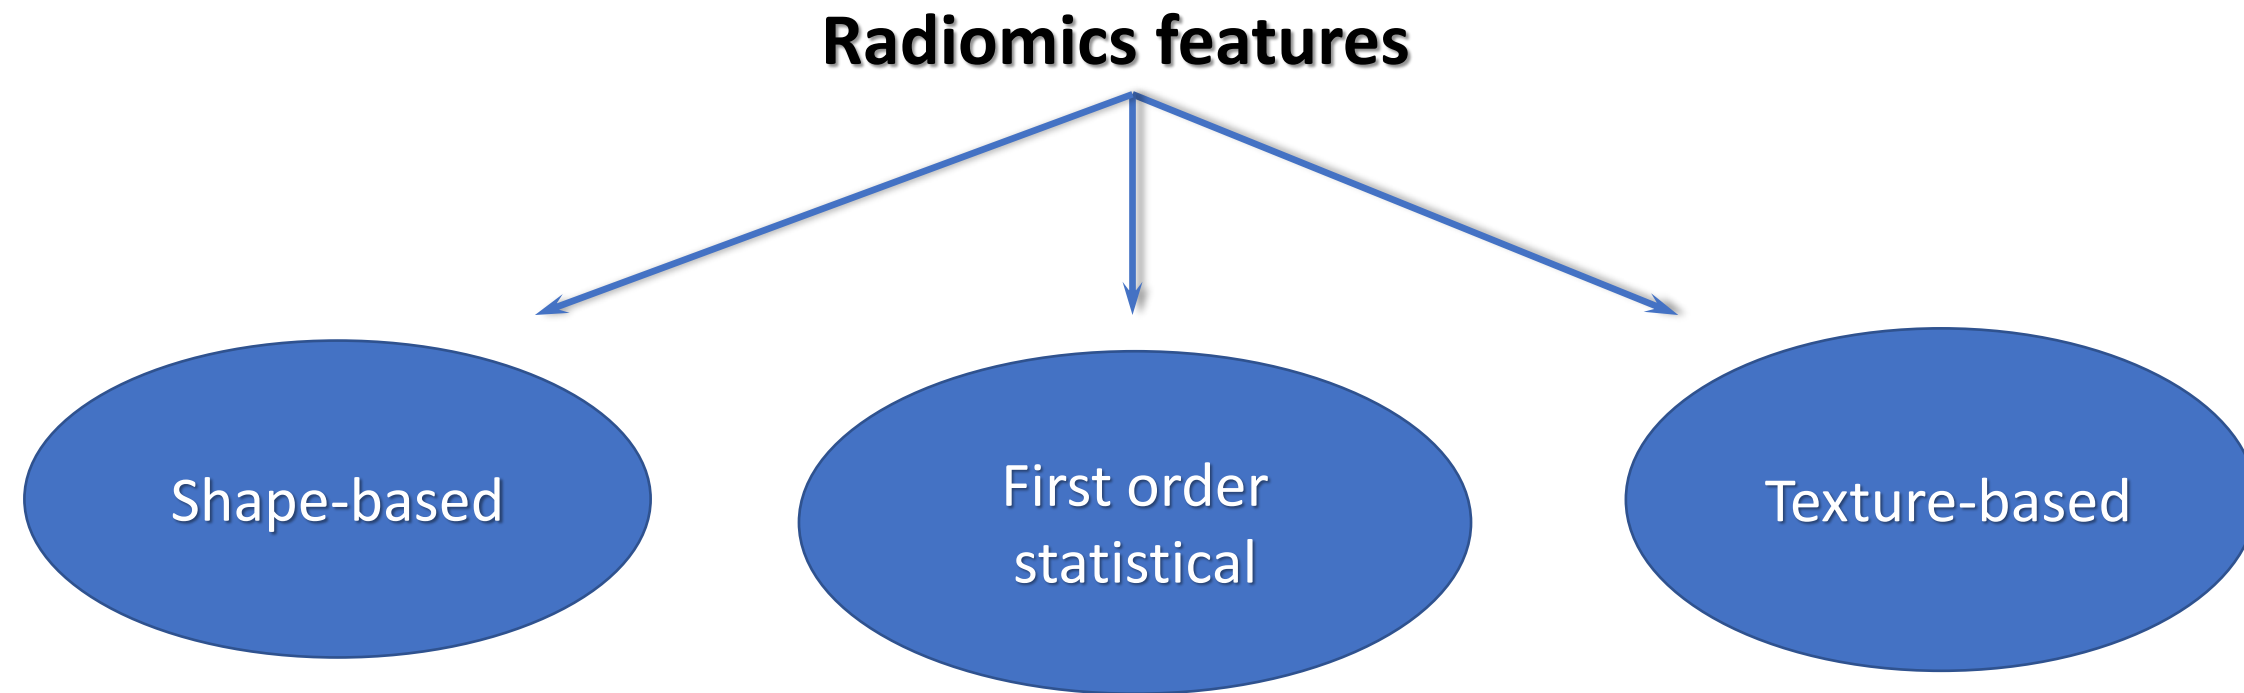 Radiomics features
Shape-based
First order
statistical
Texture-based